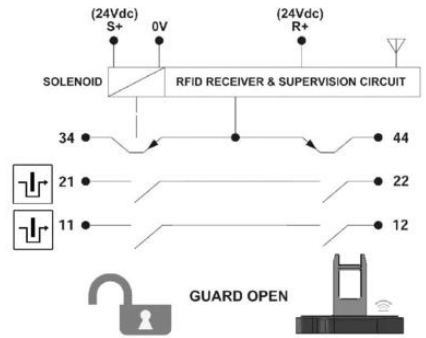 (24Vdc) (24Vdc)
S+ 0V R+
SOLENOID RFID RECEIVER & SUPERVISION CIRCUIT
34 44
21 22
11 12
GUARD OPEN